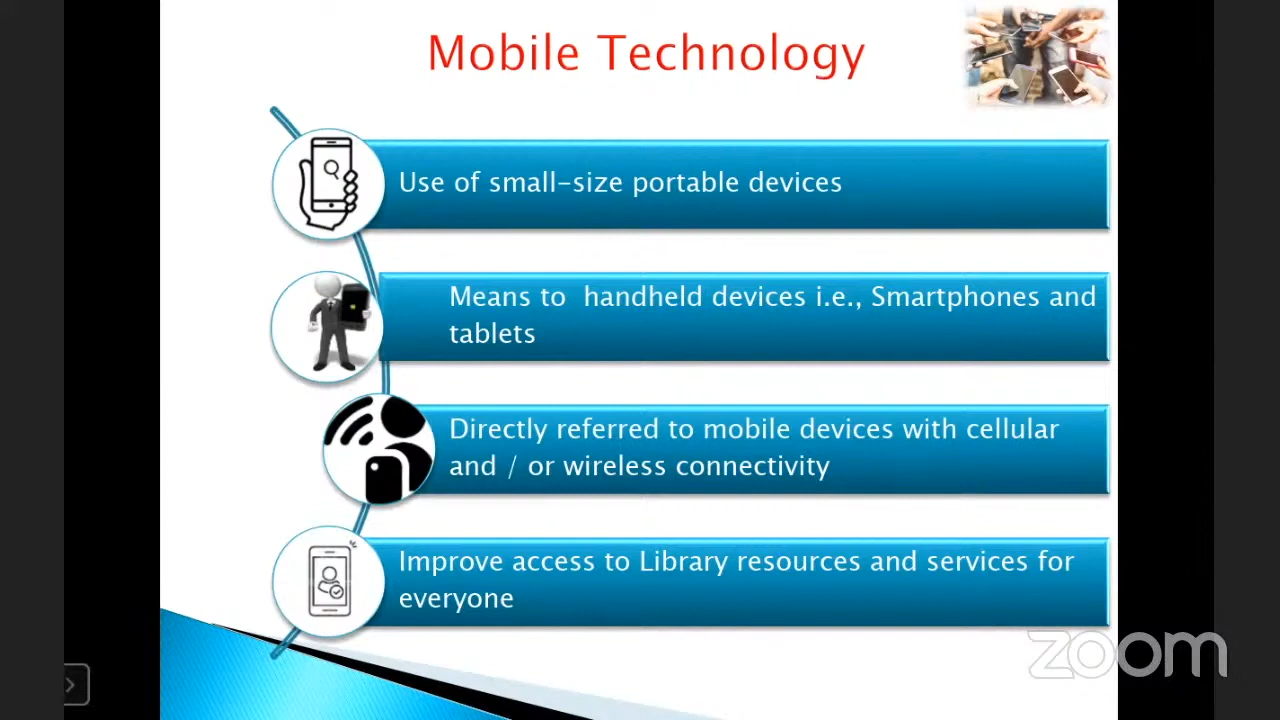 Mobile Technology
Use of small-size portable devices
Means to handheld devices i.e., Smartphones and
tablets
Directly referred to mobile devices with cellular
and / or wireless connectivity
Improve access to Library resources and services for
everyone
zoom